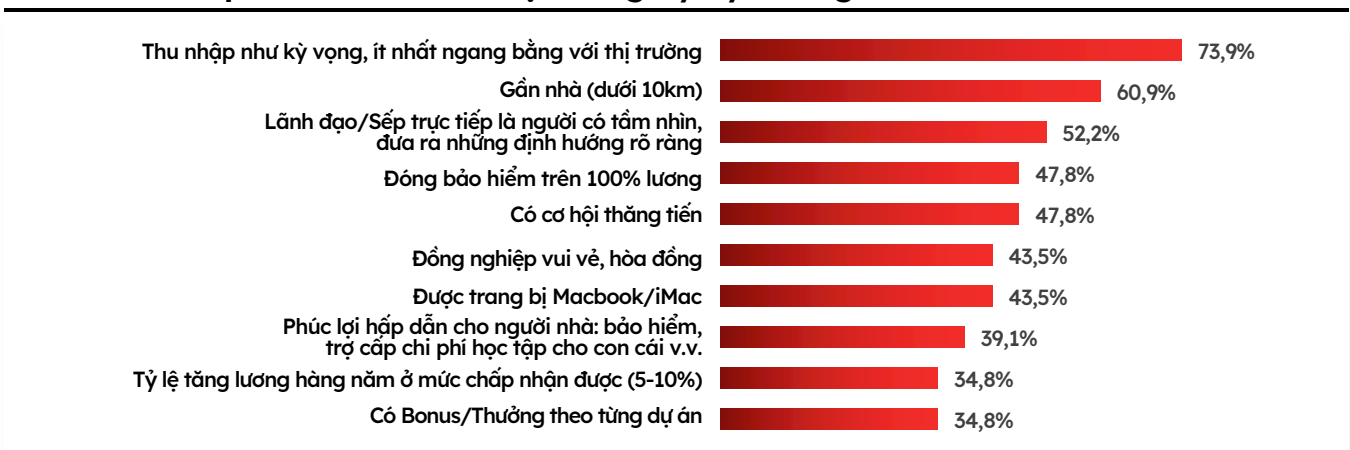 Thu nhập như kỳ vọng, ít nhất ngang bằng với thị trường
73,9%
Gần nhà (dưới 10km)
60,9%
Lãnh đạo/Sếp trực tiếp là người có tầm nhìn,
đưa ra những định hướng rõ ràng
52,2%
Đóng bảo hiểm trên 100% lương
47,8%
Có cơ hội thăng tiến
47,8%
Đồng nghiệp vui vẻ, hòa đồng
43,5%
Được trang bị Macbook/iMac
43,5%
Phúc lợi hấp dẫn cho người nhà: bảo hiểm,
trợ cấp chi phí học tập cho con cái v.v.
39,1%
Tỷ lệ tăng lương hàng năm ở mức chấp nhận được (5-10%)
34,8%
Có Bonus/Thưởng theo từng dự án
34,8%